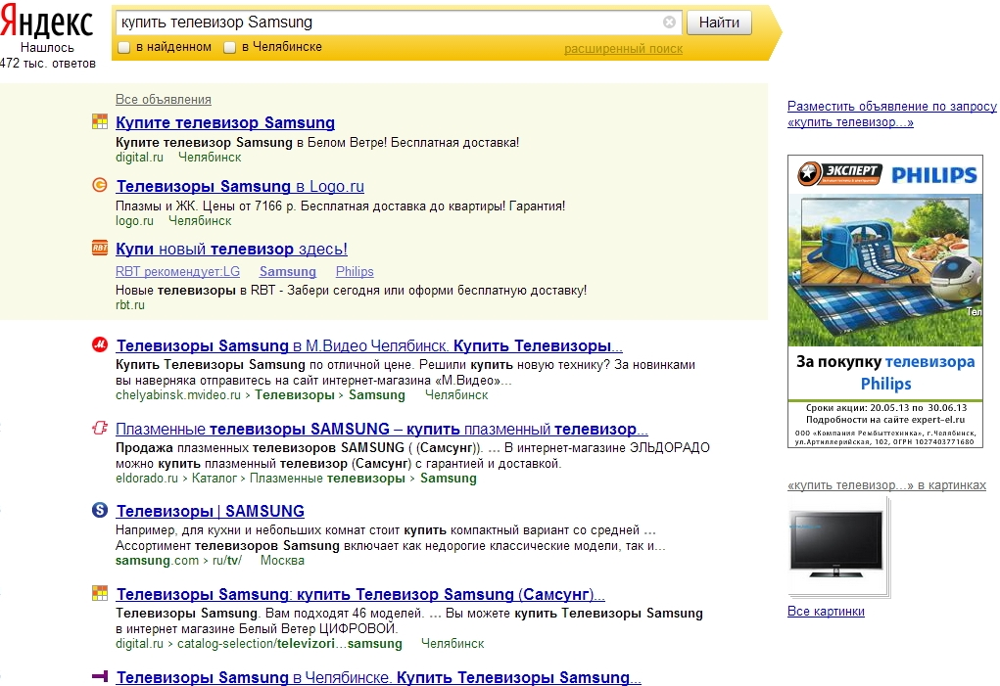 Яндекс
Нашлось
472 тыс. ответов
купить телевизор Samsung
Найти
в найденном
в Челябинске
расширенный поиск
Все объявления
Купите телевизор Samsung
Купите телевизор Samsung в Белом Ветре! Бесплатная доставка!
digital.ru Челябинск
Телевизоры Samsung в Logo.ru
Плазмы и ЖК. Цены от 7166 р. Бесплатная доставка до квартиры! Гарантия!
logo.ru Челябинск
RBT
Купи новый телевизор здесь!
RBT рекомендует:LG Samsung Philips
Новые телевизоры в RBT - Забери сегодня или оформи бесплатную доставку!
rbt.ru
Телевизоры Samsung в М.Видео Челябинск. Купить Телевизоры...
Купить Телевизоры Samsung по отличной цене. Решили купить новую технику? За новинками
вы наверняка отправитесь на сайт интернет-магазина «М.Видео»...
chelyabinsk.mvideo.ru › Телевизоры › Samsung Челябинск
Плазменные телевизоры SAMSUNG – купить плазменный телевизор...
Продажа плазменных телевизоров SAMSUNG ( (Самсунг)). ... В интернет-магазине ЭЛЬДОРАДО
можно купить плазменный телевизор (Самсунг) с гарантией и доставкой.
eldorado.ru › Каталог › Плазменные телевизоры › Samsung
Телевизоры | SAMSUNG
Например, для кухни и небольших комнат стоит купить компактный вариант со средней ...
Ассортимент телевизоров Samsung включает как недорогие классические модели, так и...
samsung.com › ru/tv/ Москва
Телевизоры Samsung: купить Телевизор Samsung (Самсунг)...
Телевизоры Samsung. Вам подходят 46 моделей. ... Вы можете купить Телевизоры Samsung
в интернет магазине Белый Ветер ЦИФРОВОЙ.
digital.ru › catalog-selection/televizori...samsung Челябинск
Телевизоры Samsung в Челябинске. Купить Телевизоры Samsung...
Разместить объявление по запросу
«купить телевизор...»
ЭКСПЕРТ
PHILIPS
Тел
За покупку телевизора
Philips
Сроки акции: 20.05.13 по 30.06.13
Подробности на сайте expert-el.ru
ООО «Компания Рембыттехника», г.Челябинск,
ул.Артиллерийская, 102, ОГРН 1027403771680
«купить телевизор...» в картинках
Все картинки